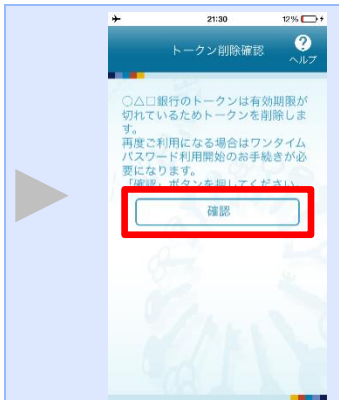 21:30 12%
トークン削除確認 ?
ヘルプ
○△□銀行のトークンは有効期限が
切れているためトークンを削除しま
す。
再度ご利用になる場合はワンタイム
パスワード利用開始のお手続きが必
要になります。
「確認」ボタンを押してください。
確認